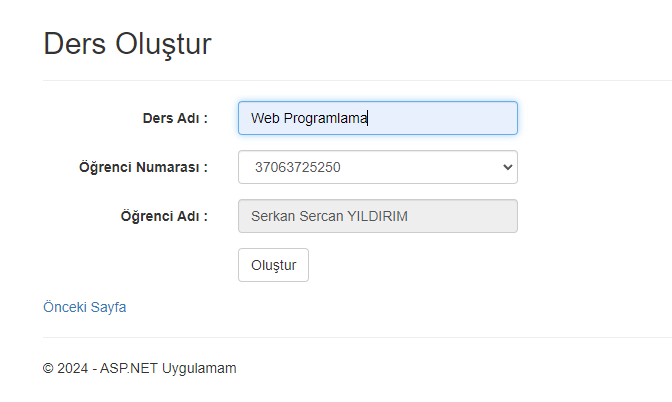 Ders Oluştur
Ders Adı : Web Programlama
Öğrenci Numarası : 37063725250
Öğrenci Adı : Serkan Sercan YILDIRIM
Oluştur
Önceki Sayfa
© 2024 - ASP.NET Uygulamam